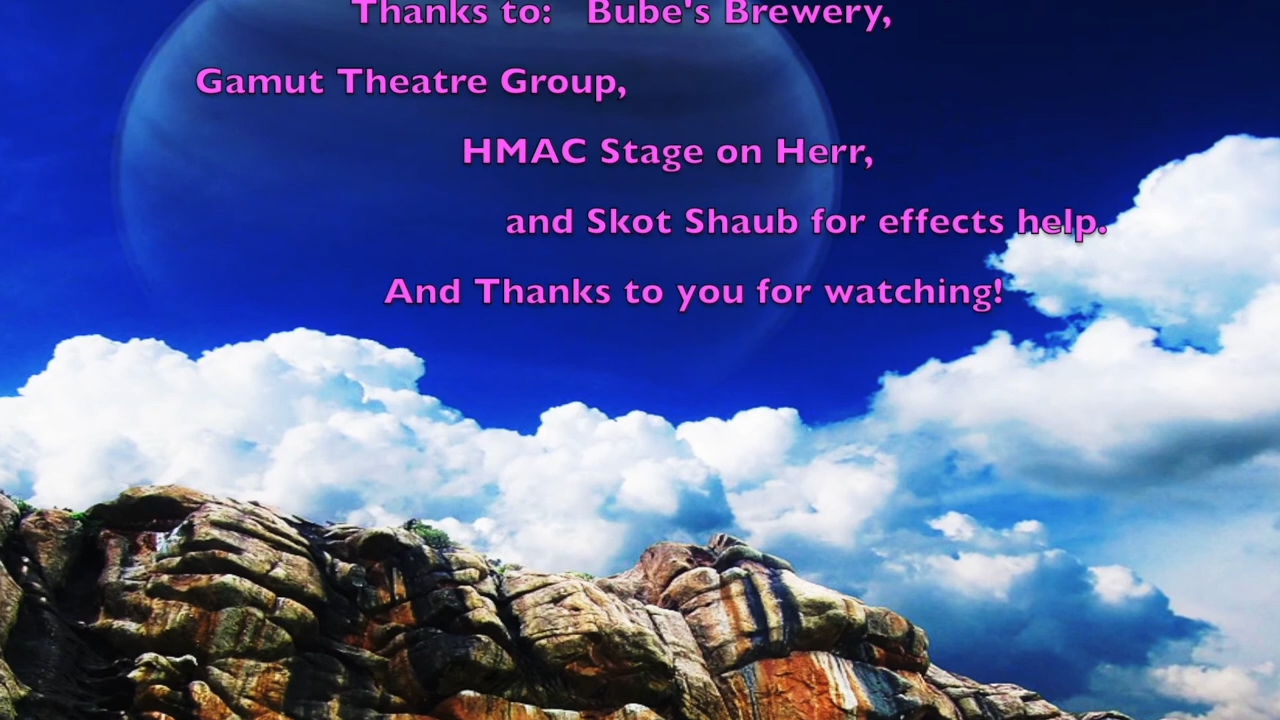 Thanks to: Bube's Brewery,
Gamut Theatre Group,
HMAC Stage on Herr,
and Skot Shaub for effects help.
And Thanks to you for watching!